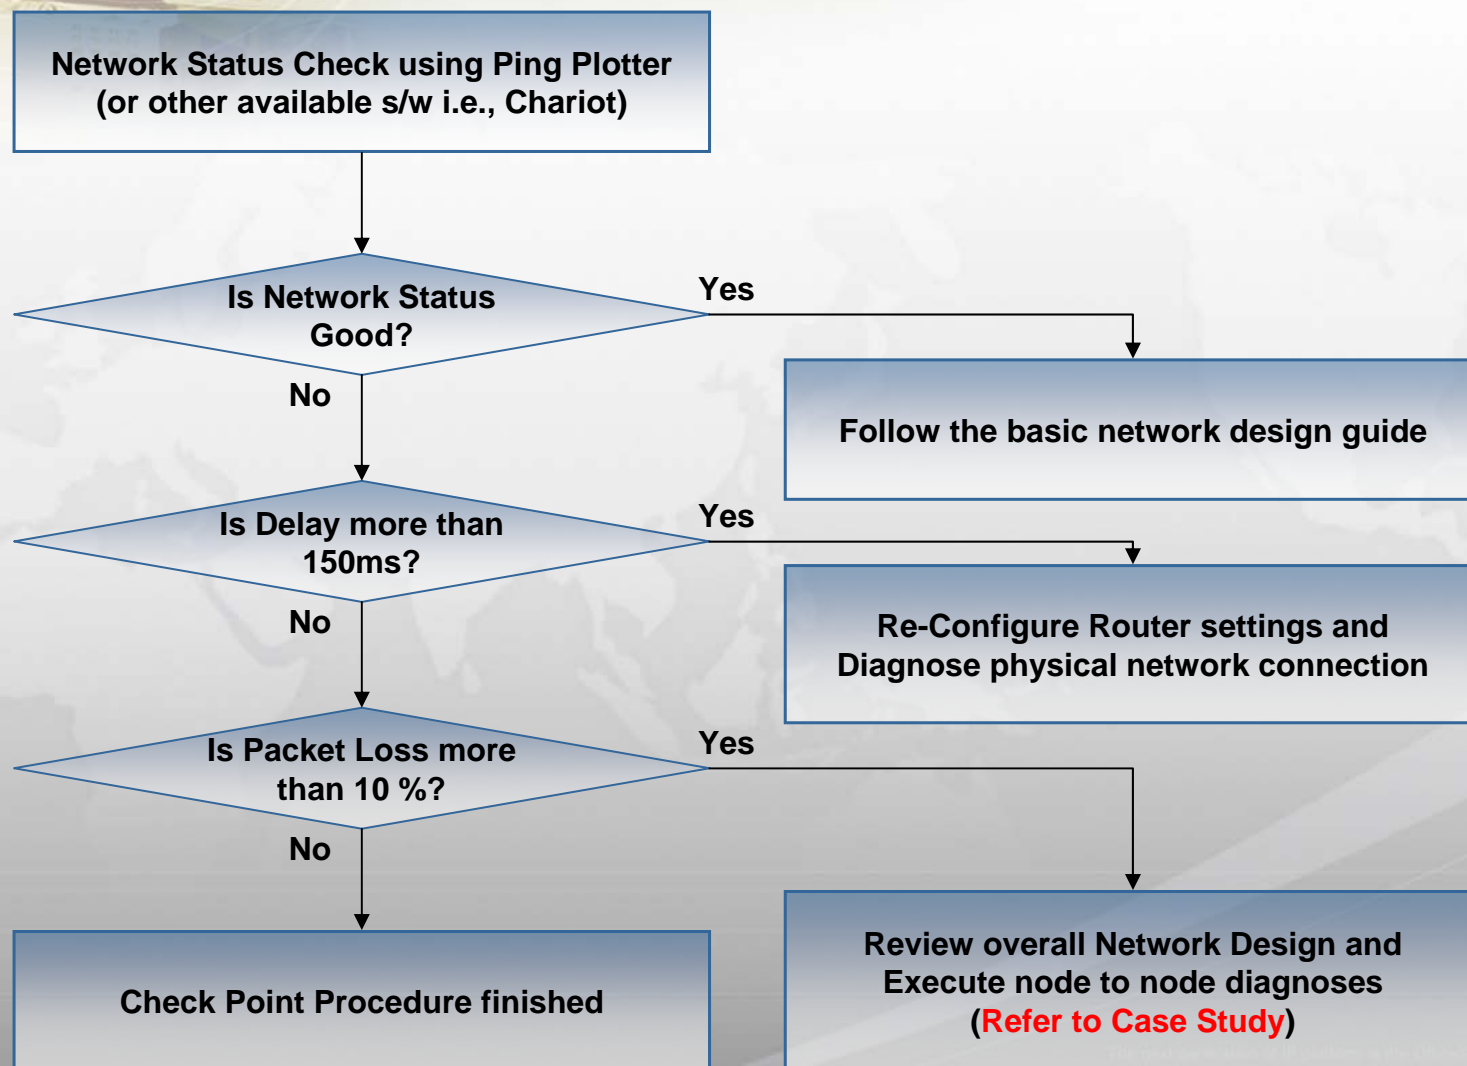 Network Status Check using Ping Plotter
(or other available s/w i.e., Chariot)
Is Network Status
Good?
Yes
No
Follow the basic network design guide
Is Delay more than
150ms?
Yes
No
Re-Configure Router settings and
Diagnose physical network connection
Is Packet Loss more
than 10 %?
Yes
No
Check Point Procedure finished
Review overall Network Design and
Execute node to node diagnoses
(Refer to Case Study)